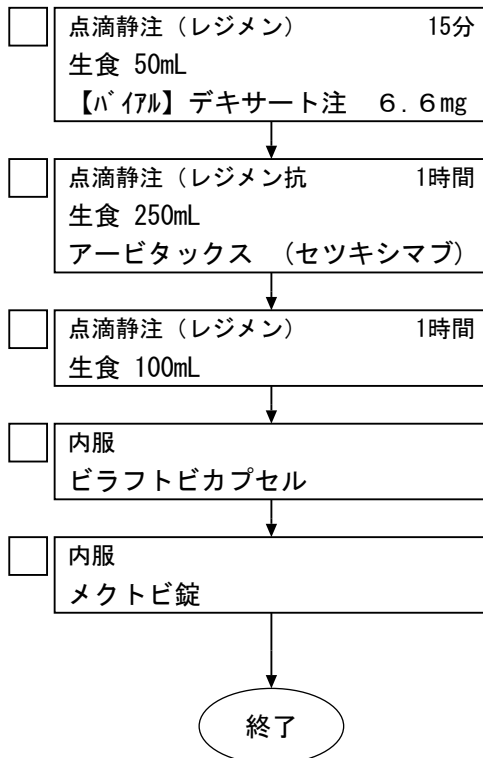 点滴静注（レジメン） 15分
生食 50mL
【ﾊﾞｲｱﾙ】デキサート注　６．６mg
点滴静注（レジメン抗 1時間
生食 250mL
アービタックス　（セツキシマブ）
点滴静注（レジメン） 1時間
生食 100mL
内服
ビラフトビカプセル
内服
メクトビ錠
終了